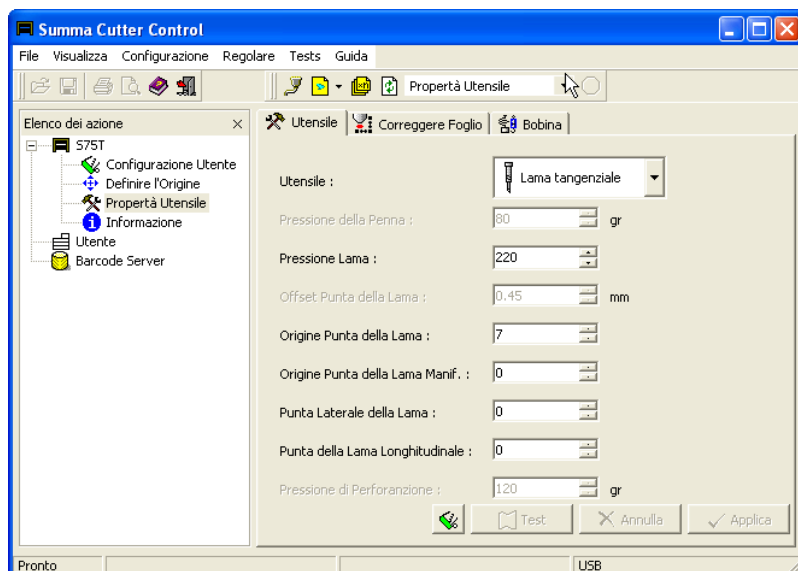 Summa Cutter Control
File Visualizza Configurazione Regolare Tests Guida
Propertà Utensile
Elenco dei azione
S75T
Configurazione Utente
Definire l'Origine
Propertà Utensile
Informazione
Utente
Barcode Server
Utensile Correggere Foglio Bobina
Utensile : Lama tangenziale
Pressione della Penna : 80 gr
Pressione Lama : 220
Offset Punta della Lama : 0.45 mm
Origine Punta della Lama : 7
Origine Punta della Lama Manif. : 0
Punta Laterale della Lama : 0
Punta della Lama Longhitudinale : 0
Pressione di Perforanzione : 120 gr
Test Annulla Applica
Pronto USB